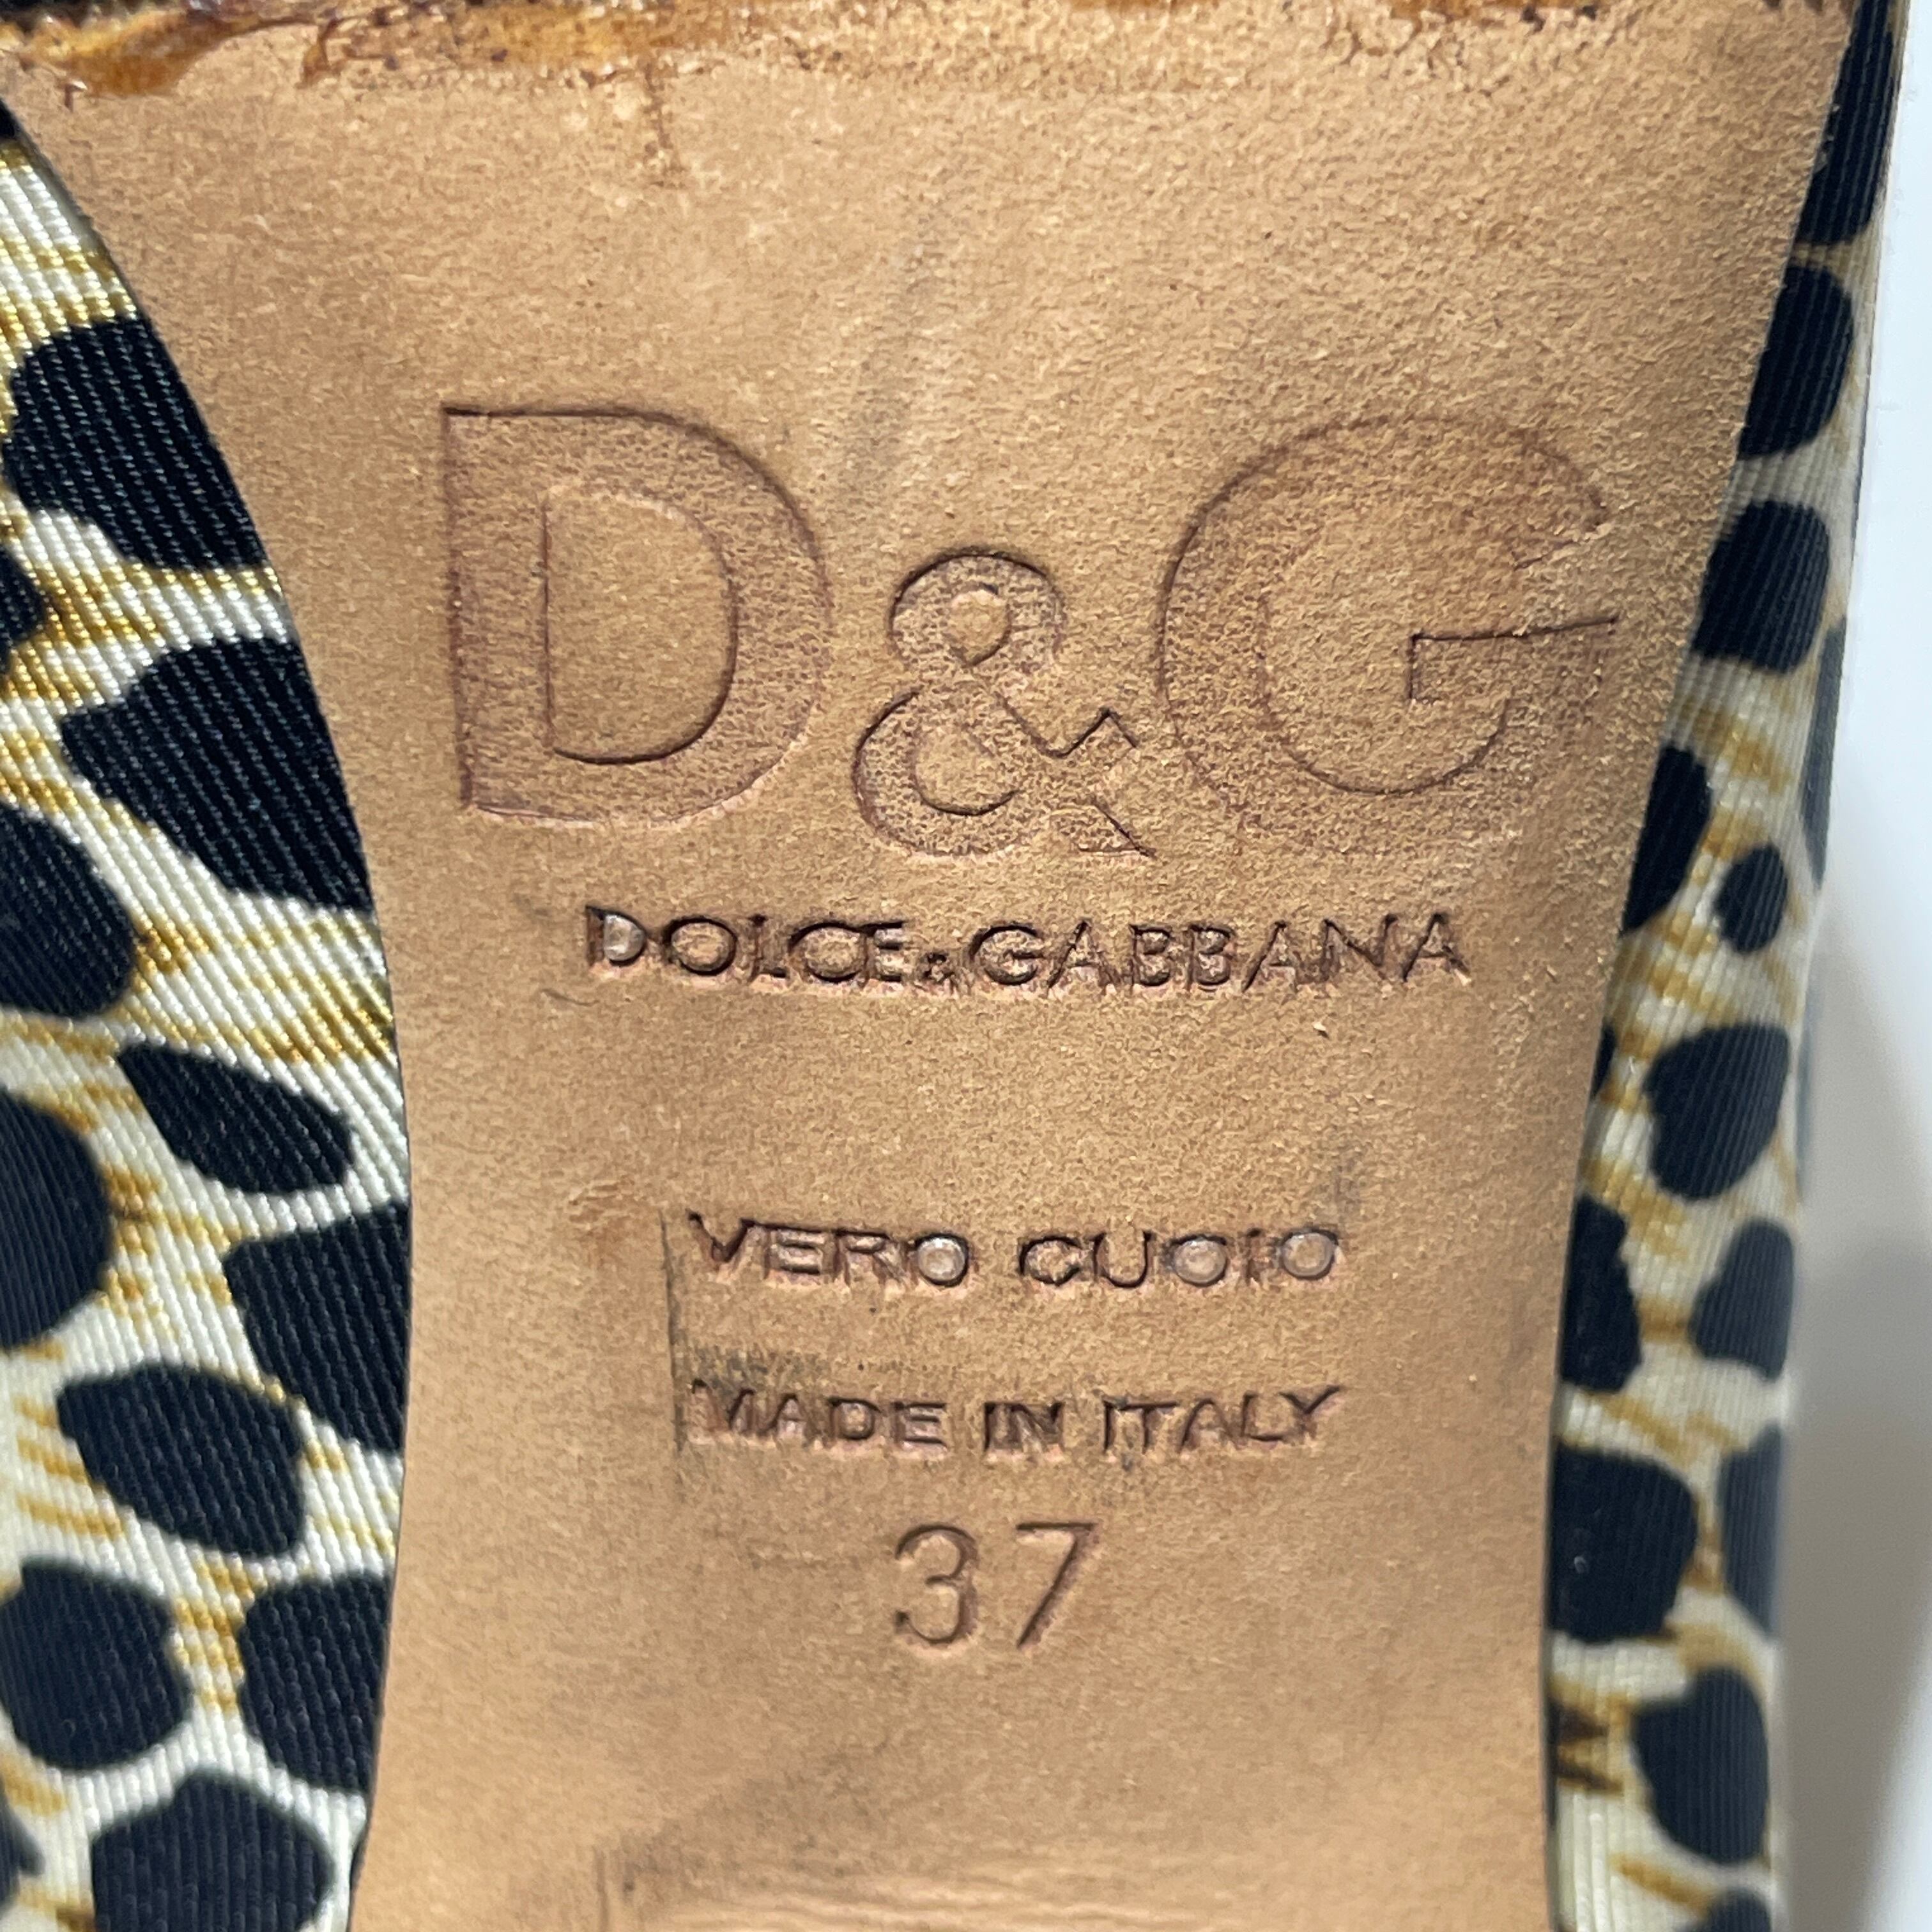 D&G
DOLCE&GABBANA
VERO CUOIO
MADE IN ITALY
37